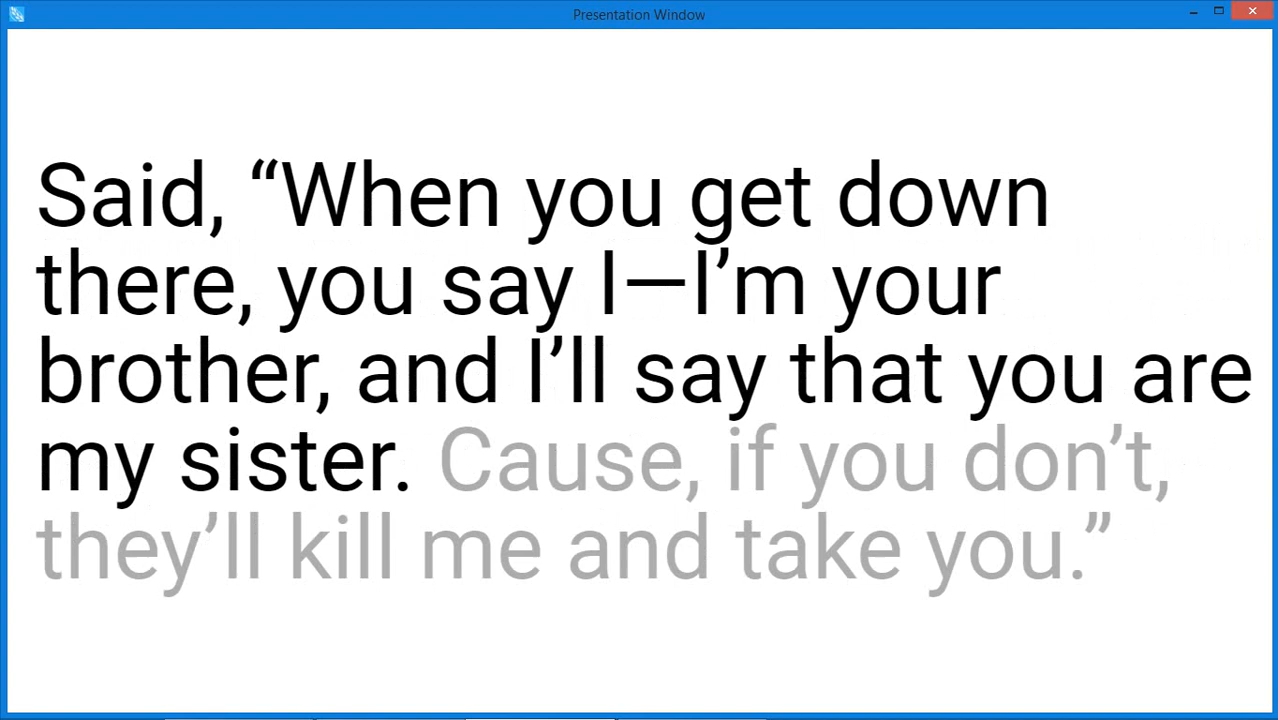 Presentation Window
Said, “When you get down
there, you say I—I’m your
brother, and I’ll say that you are
my sister. Cause, if you don’t,
they’ll kill me and take you.”